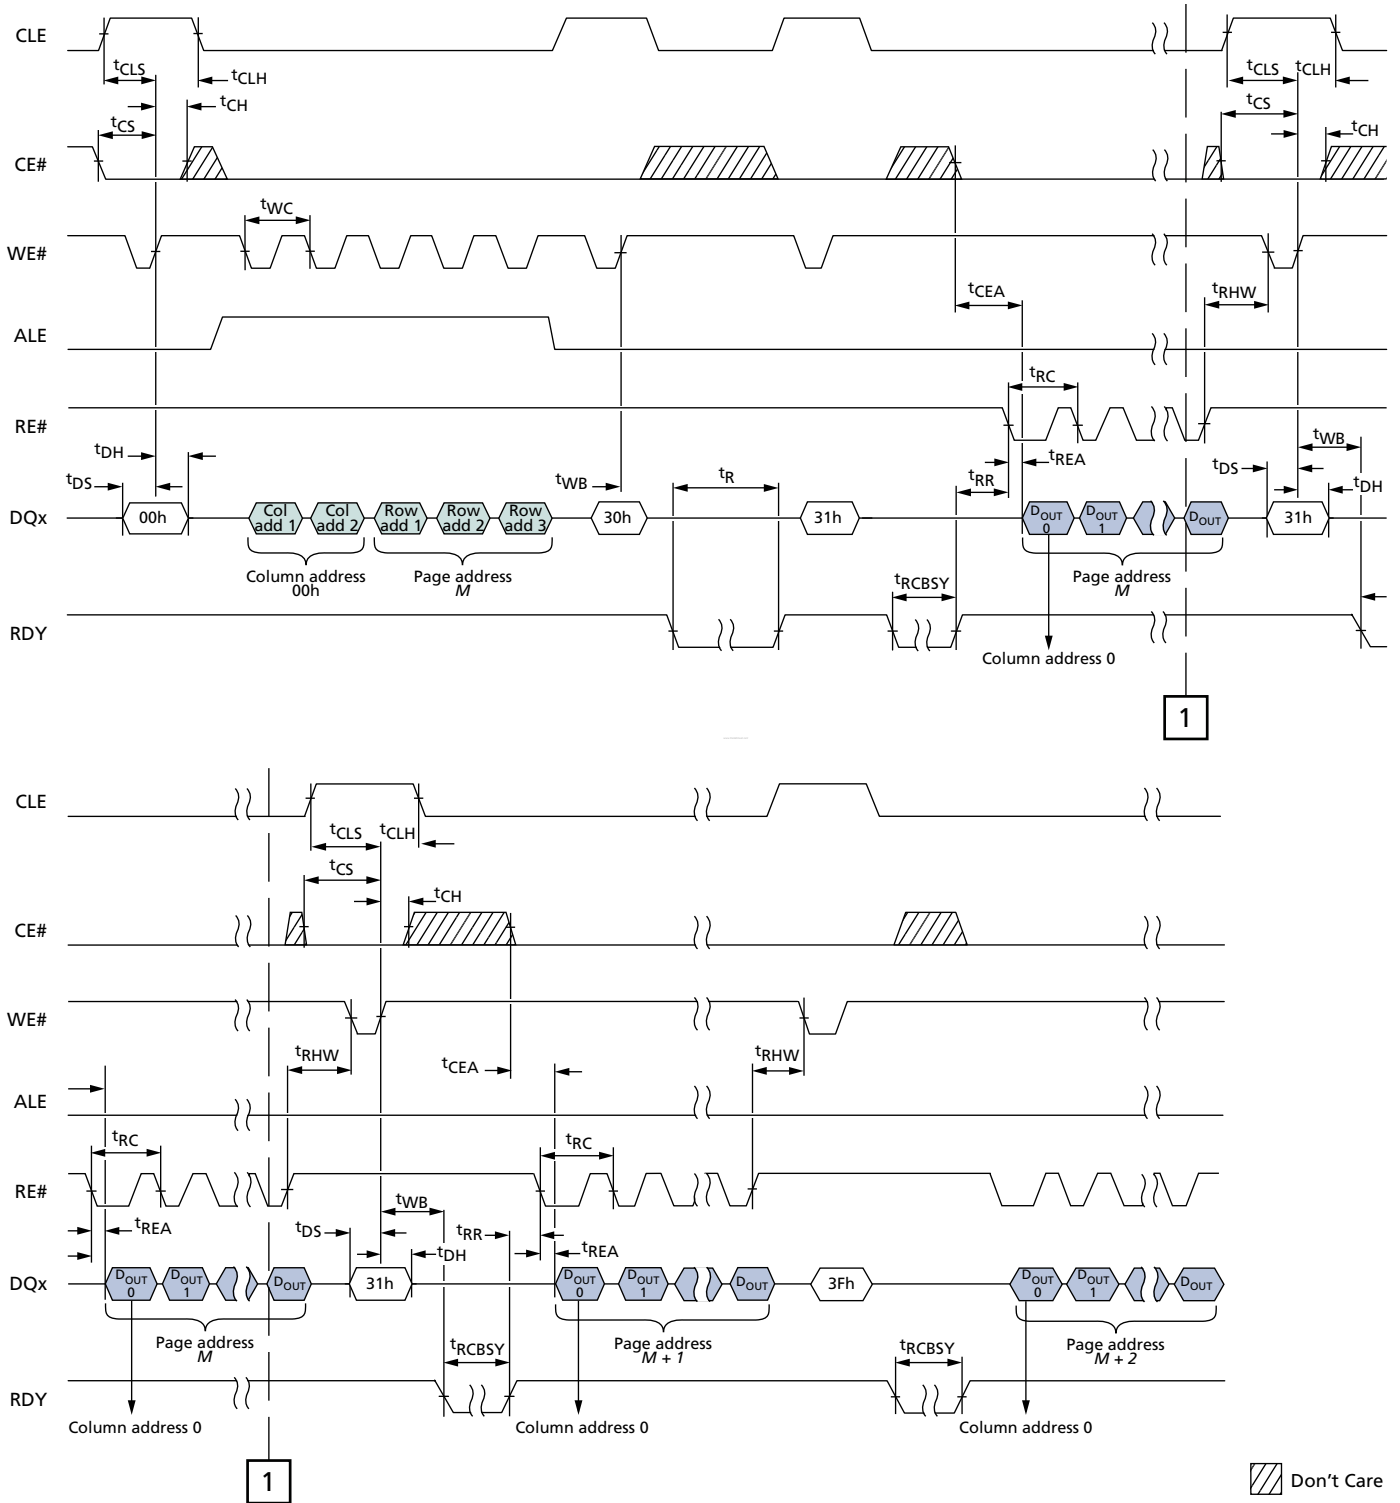 CLE
tCLS
tCLH
tCLS
tCLH
tCH
tCS
tCS
tCH
CE#
tWC
WE#
tCEA
tRHW
ALE
tRC
RE#
tWB
tDH
tREA
tDS
tWB
tR
tRR
tDS
tDH
DQx
00h
Col add 1
Col add 2
Row add 1
Row add 2
Row add 3
30h
31h
DOUT 0
DOUT 1
DOUT
31h
Column address
00h
Page address
M
Page address
M
tRCBSY
RDY
Column address 0
1
CLE
tCLS
tCLH
tCS
tCH
CE#
WE#
tRHW
tCEA
tRHW
ALE
tRC
tRC
RE#
tWB
tREA
tDS
tRR
tDH
tREA
DQx
DOUT 0
DOUT 1
DOUT
31h
DOUT 0
DOUT 1
DOUT
3Fh
DOUT 0
DOUT 1
DOUT
Page address
M
Page address
M + 1
Page address
M + 2
tRCBSY
tRCBSY
RDY
Column address 0
Column address 0
Column address 0
1
Don't Care